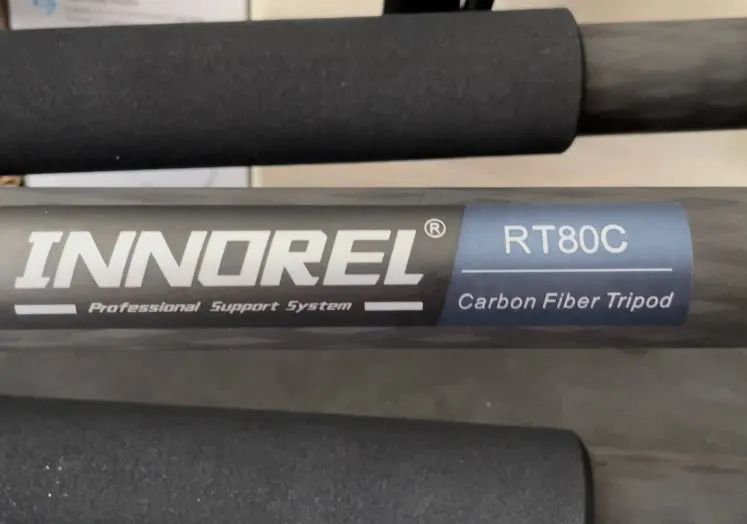 INNOREL®
Professional Support System
RT80C
Carbon Fiber Tripod